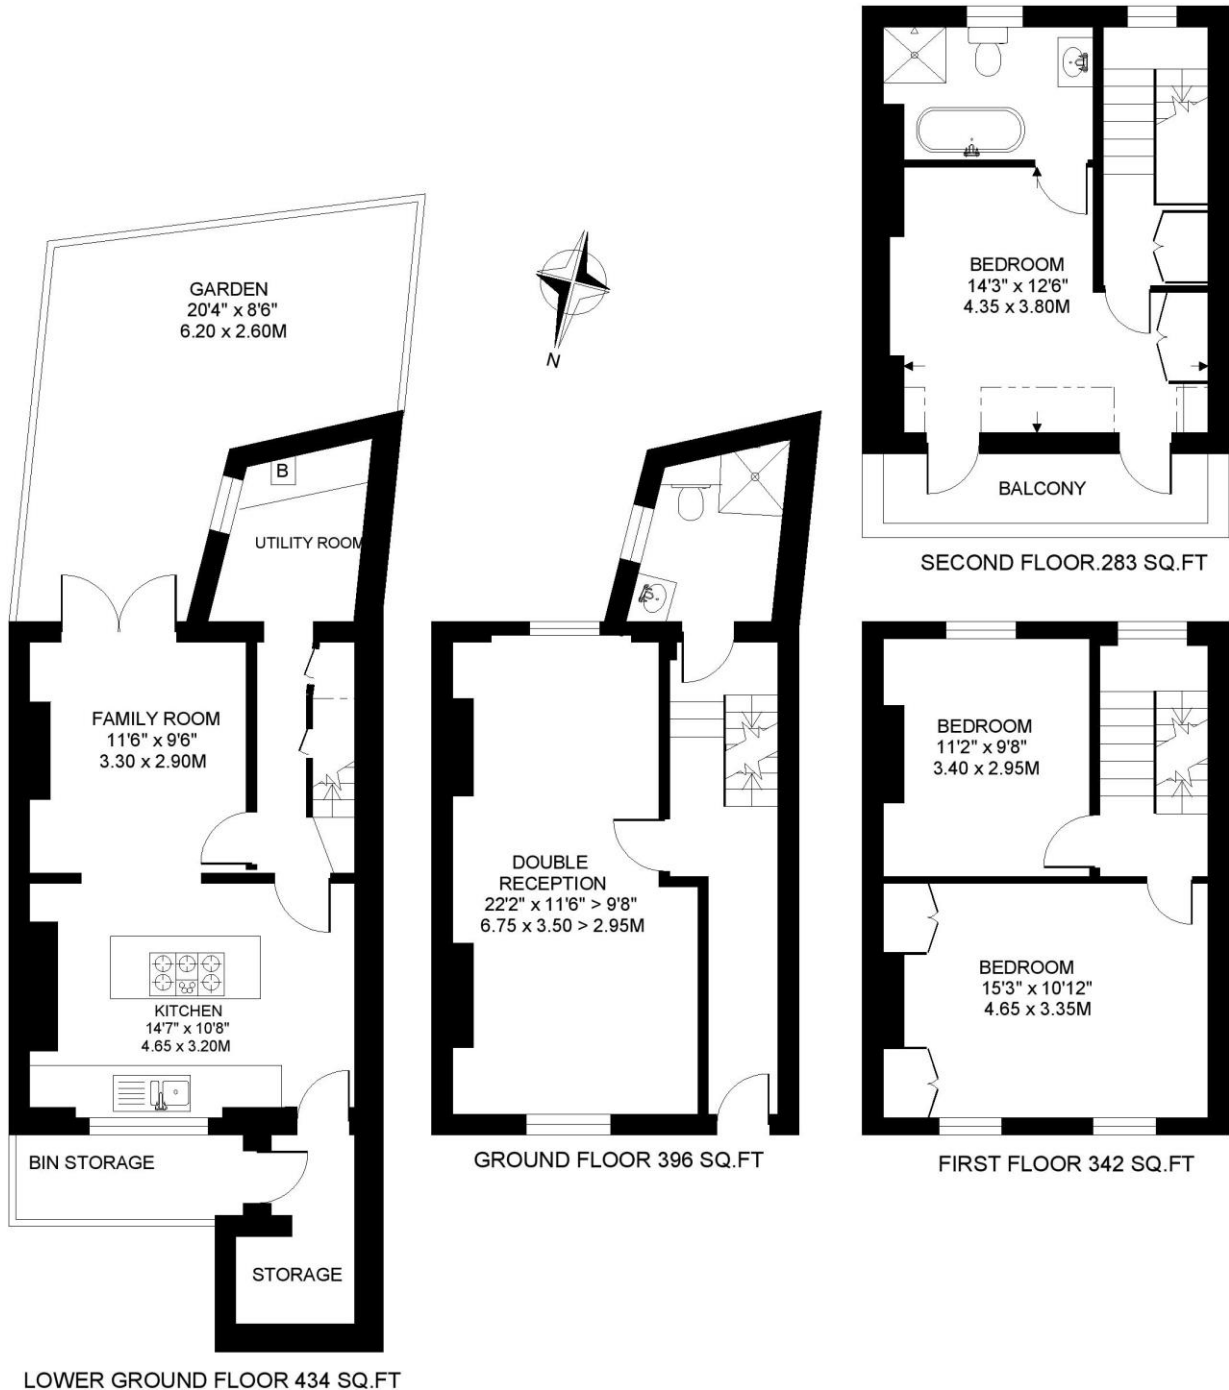 GARDEN
20'4" x 8'6"
6.20 x 2.60M
N
B
UTILITY ROOM
FAMILY ROOM
11'6" x 9'6"
3.30 x 2.90M
KITCHEN
14'7" x 10'8"
4.65 x 3.20M
BIN STORAGE
STORAGE
LOWER GROUND FLOOR 434 SQ.FT
DOUBLE
RECEPTION
22'2" x 11'6" > 9'8"
6.75 x 3.50 > 2.95M
GROUND FLOOR 396 SQ.FT
BEDROOM
14'3" x 12'6"
4.35 x 3.80M
BALCONY
SECOND FLOOR.283 SQ.FT
BEDROOM
11'2" x 9'8"
3.40 x 2.95M
BEDROOM
15'3" x 10'12"
4.65 x 3.35M
FIRST FLOOR 342 SQ.FT